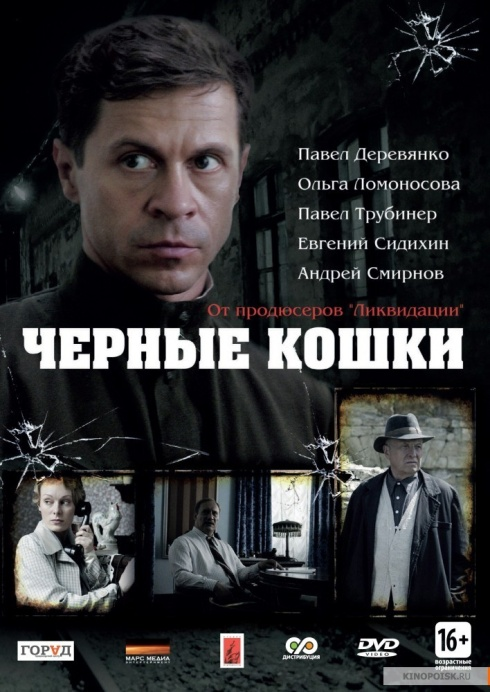 Павел Деревянко
Ольга Ломоносова
Павел Трубинер
Евгений Сидихин
Андрей Смирнов
От продюсеров "Ликвидации"
ЧЕРНЫЕ КОШКИ
ГОРОД
МАРС МЕДИА
ENTERTAINMENT
ДИСТРИБУЦИЯ
DVD
VIDEO
16+
возрастные
ограничения
KINOPOISK.RU